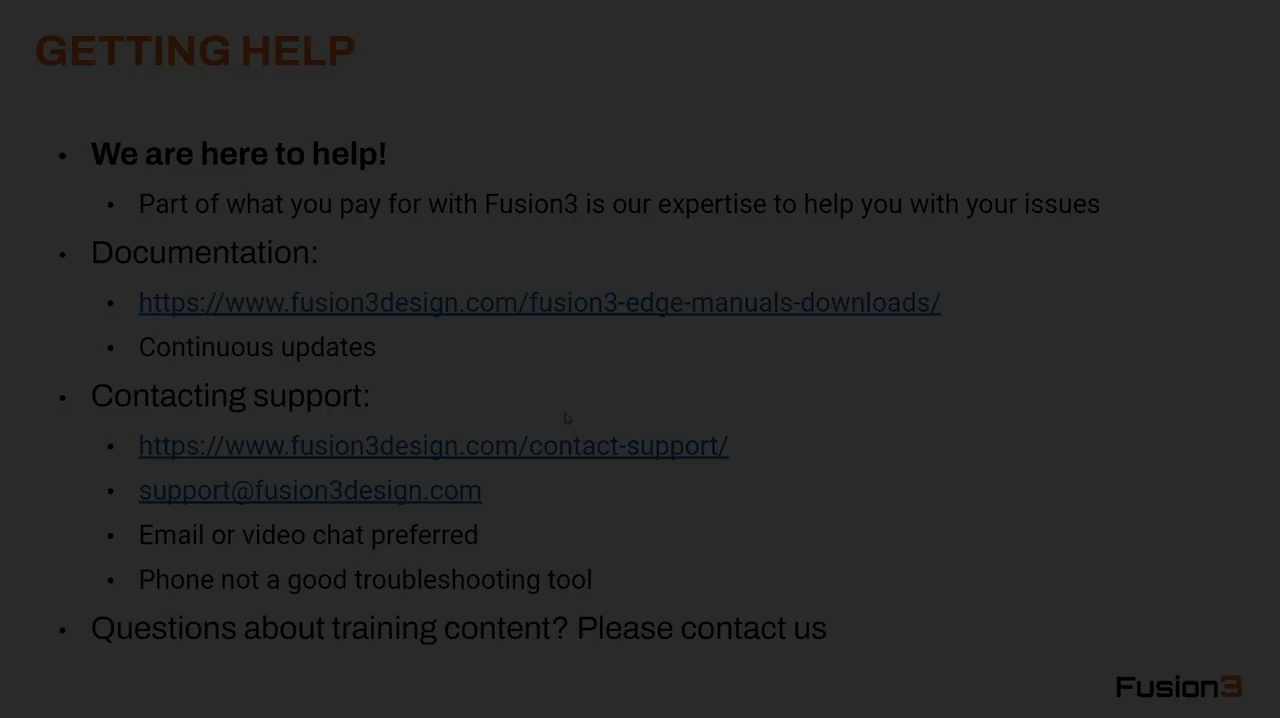 GETTING HELP
• We are here to help!
• Part of what you pay for with Fusion3 is our expertise to help you with your issues
• Documentation:
• https://www.fusion3design.com/fusion3-edge-manuals-downloads/
• Continuous updates
• Contacting support:
• https://www.fusion3design.com/contact-support/
• support@fusion3design.com
• Email or video chat preferred
• Phone not a good troubleshooting tool
• Questions about training content? Please contact us
Fusion3